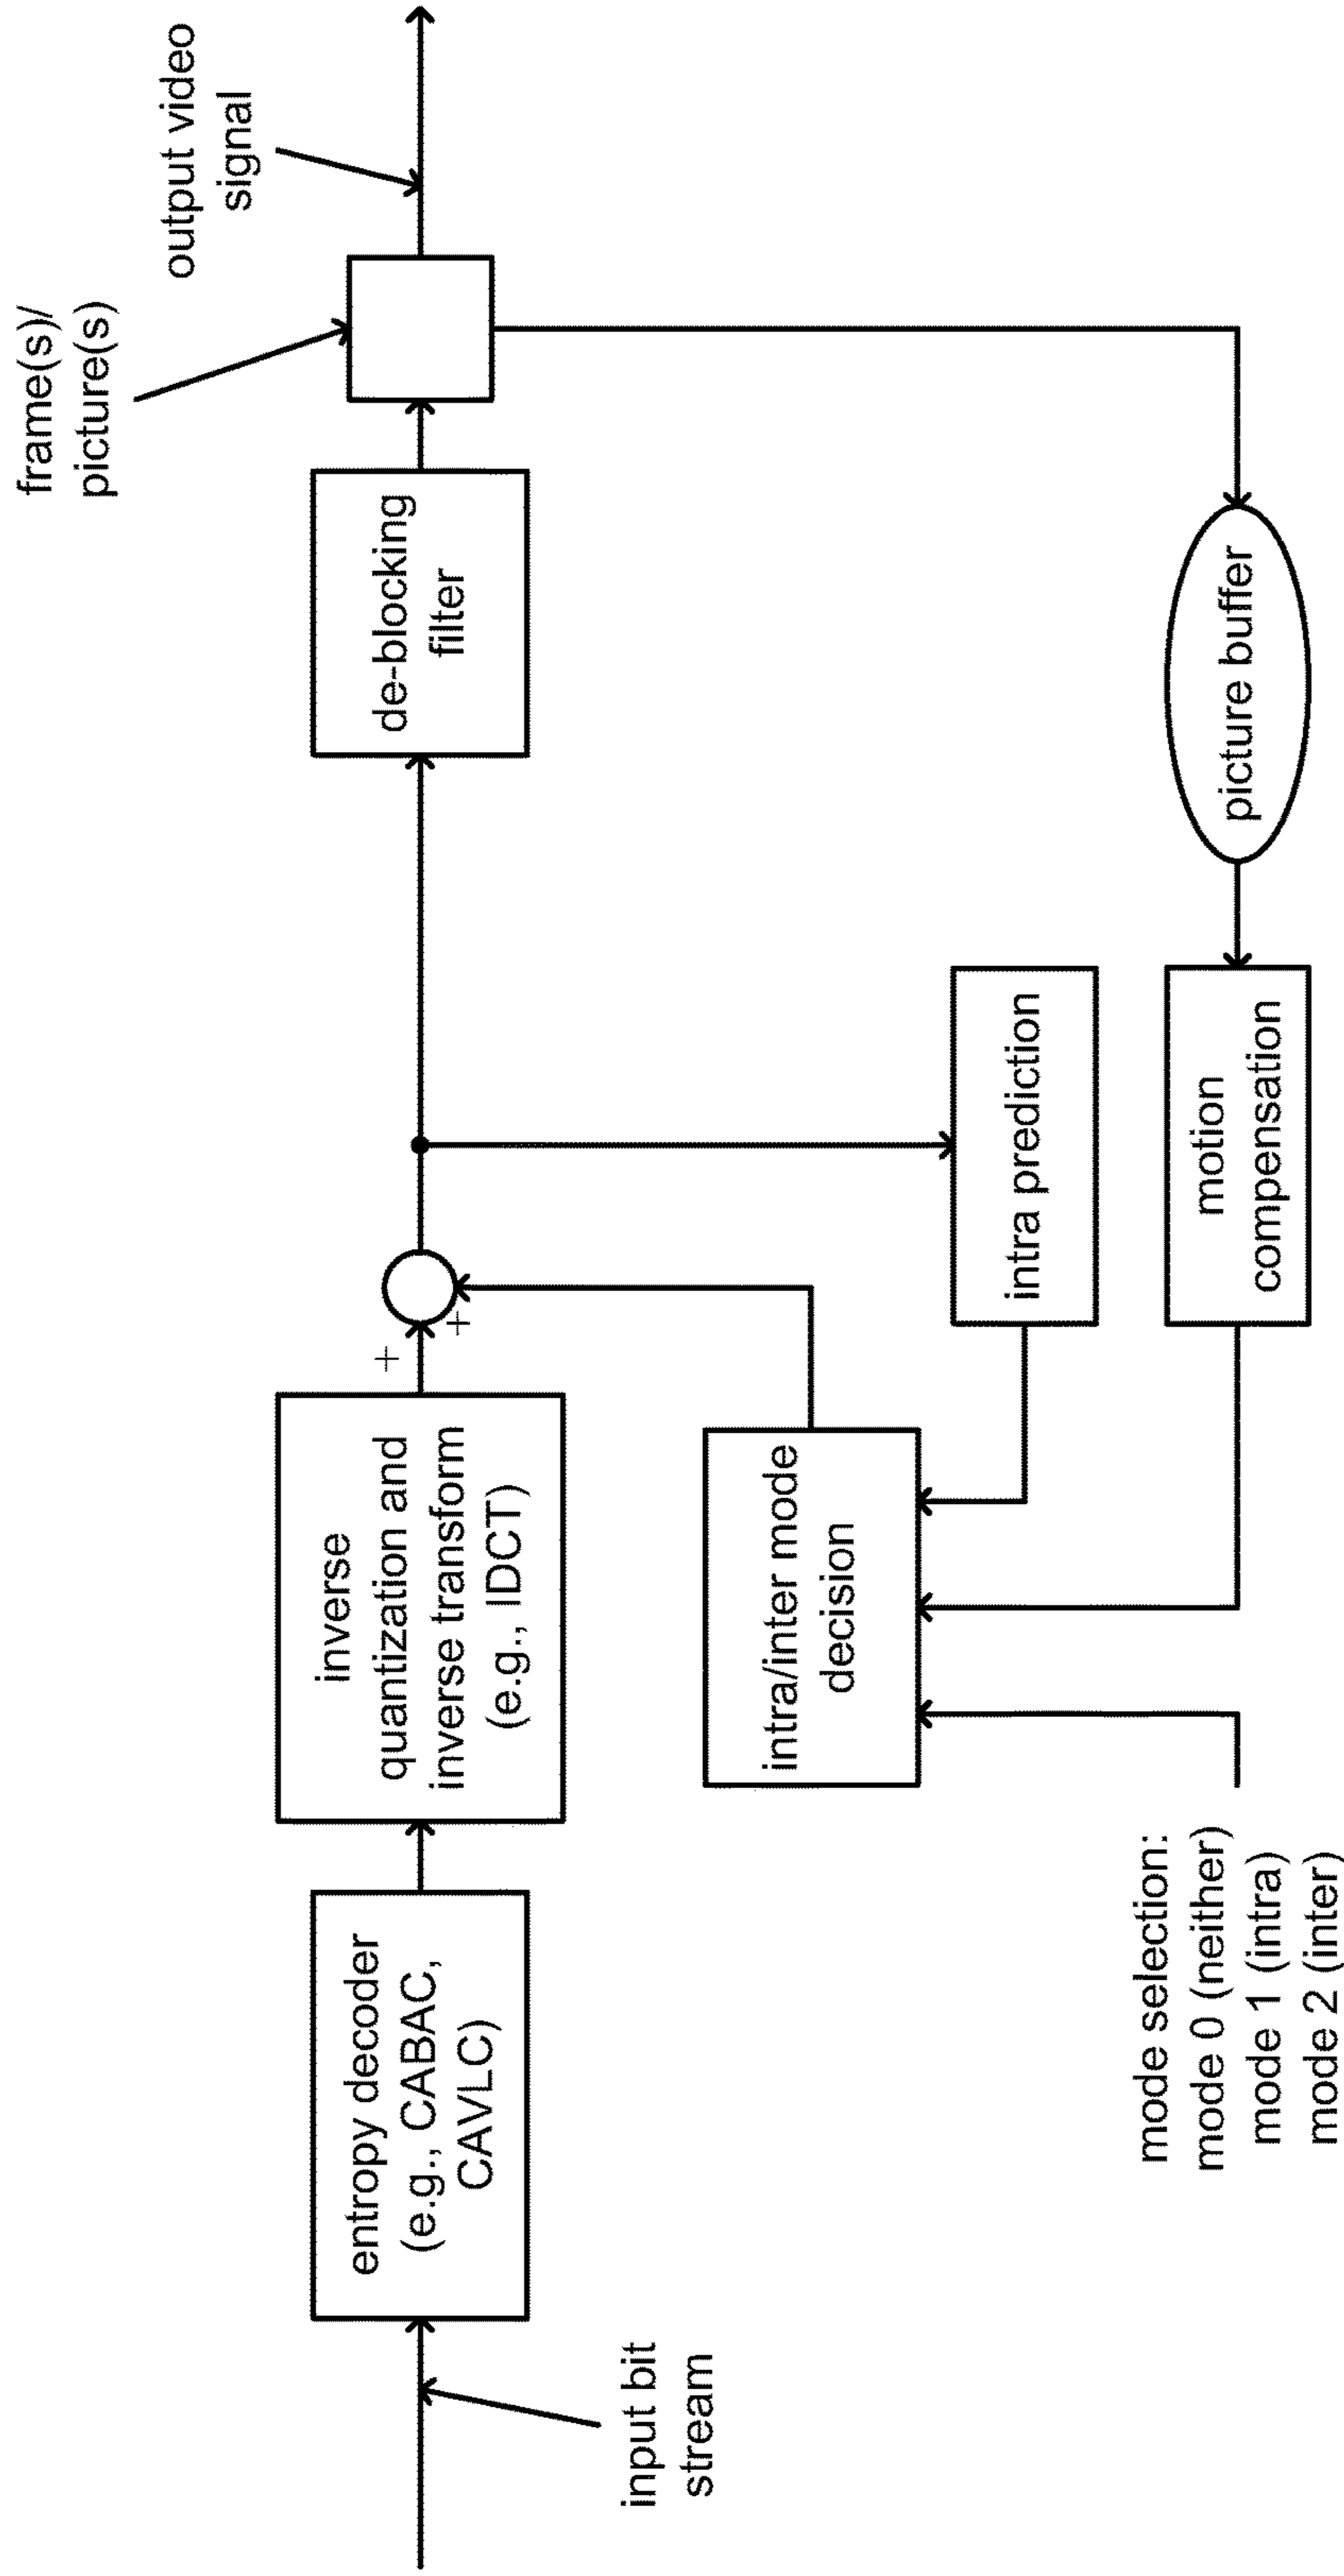 frame(s)/
picture(s)
output video
signal
input bit
stream
entropy decoder
(e.g., CABAC,
CAVLC)
inverse
quantization and
inverse transform
(e.g., IDCT)
+
+
de-blocking
filter
intra/inter mode
decision
intra prediction
motion
compensation
picture buffer
mode selection:
mode 0 (neither)
mode 1 (intra)
mode 2 (inter)